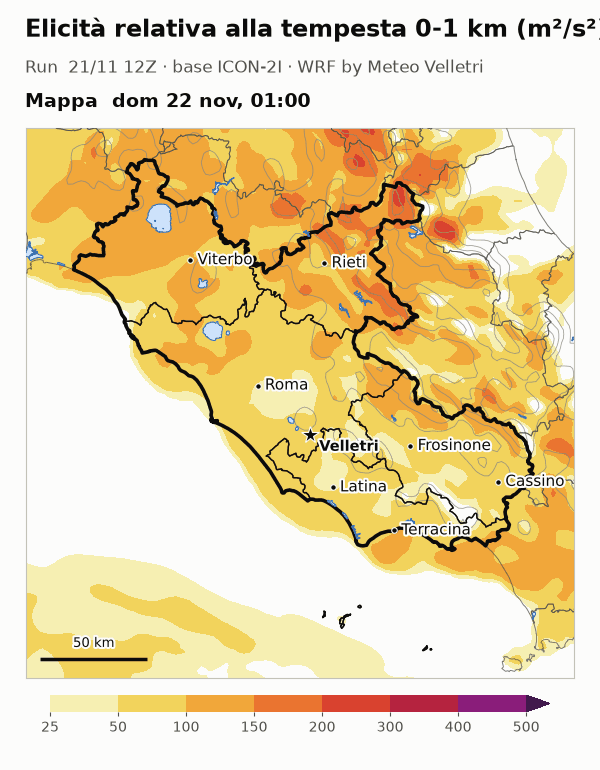 Elicità relativa alla tempesta 0-1 km (m²/s²)
Run 21/11 12Z · base ICON-2I · WRF by Meteo Velletri
Mappa dom 22 nov, 01:00
Viterbo
Rieti
Roma
Velletri
Frosinone
Cassino
Latina
Terracina
50 km
25 50 100 150 200 300 400 500